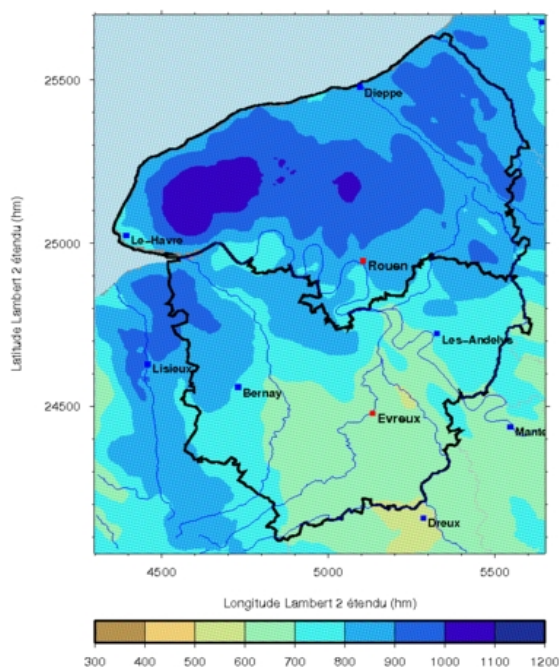 25500
Dieppe
Latitude Lambert 2 étendu (hm)
25000
Le-Havre
Rouen
Les-Andelys
Lisieux
Bernay
24500
Evreux
Dreux
4500 5000 5500
Longitude Lambert 2 étendu (hm)
300 400 500 600 700 800 900 1000 1100 1200